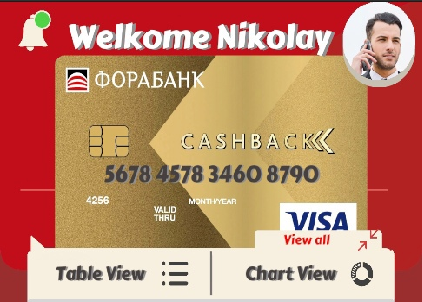 Welkome Nikolay
ФОРАБАНК
CASHBACK
5678 4578 3460 8790
4256
MONTH/YEAR
VALID
THRU
VISA
View all
Table View
Chart View